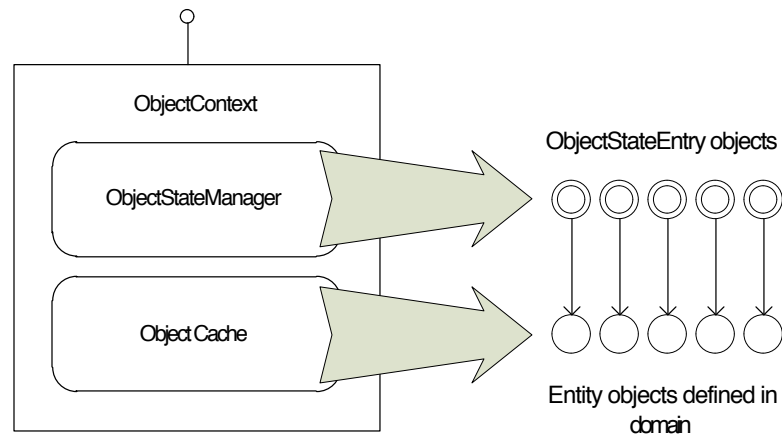 ObjectContext
ObjectStateManager
Object Cache
ObjectStateEntry objects
Entity objects defined in
domain